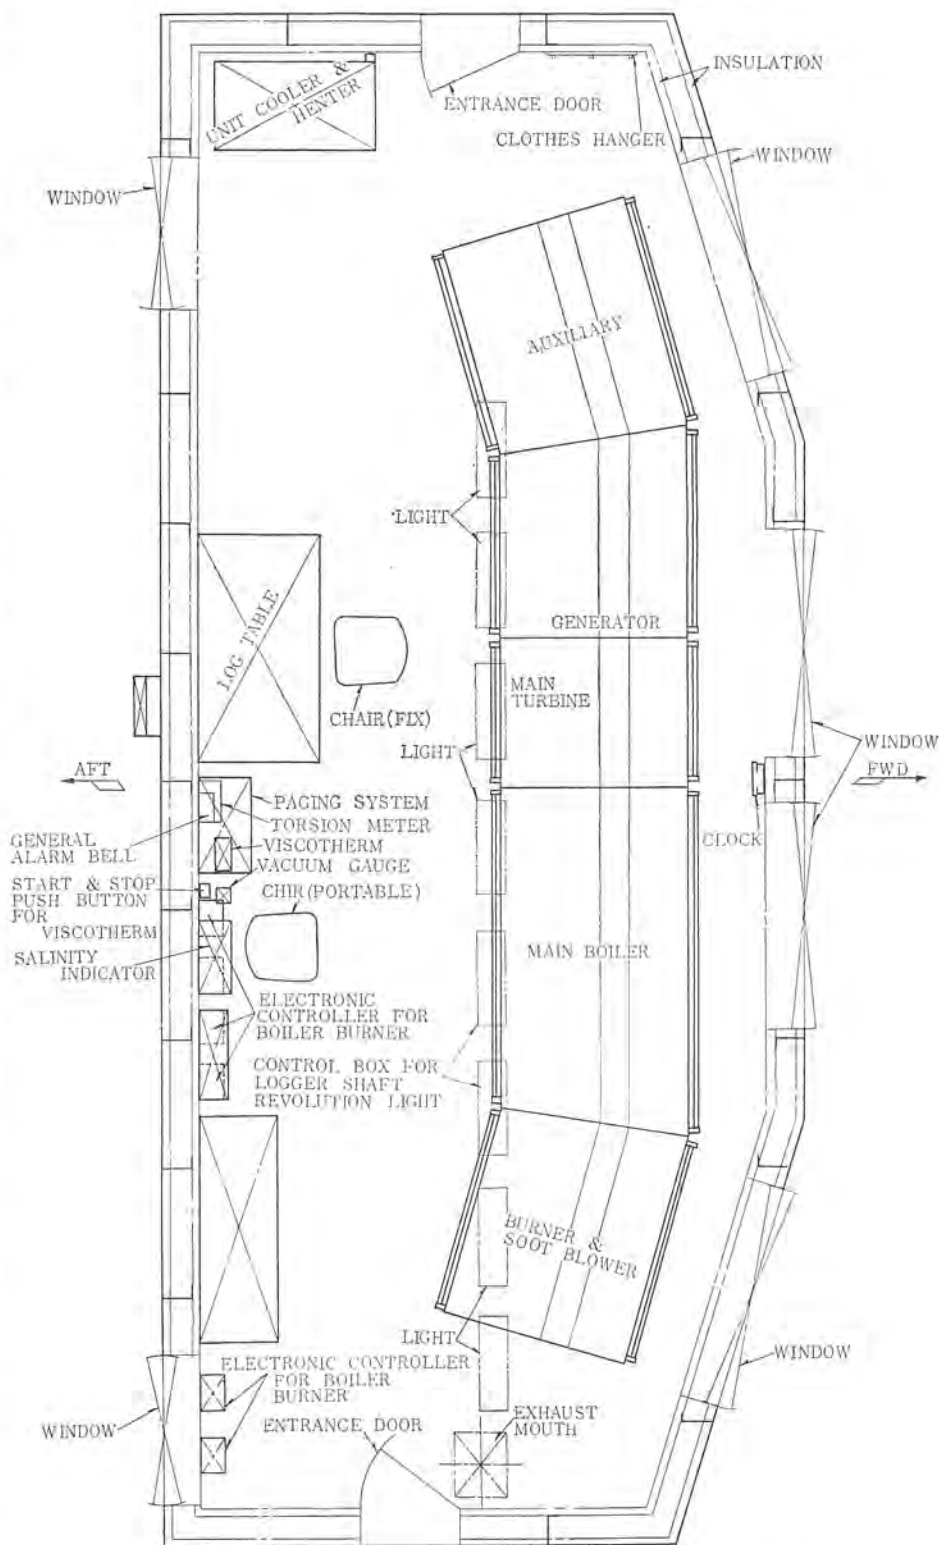 INSULATION
UNIT COOLER &
HENTER
ENTRANCE DOOR
CLOTHES HANGER
WINDOW
WINDOW
AUXILIARY
LIGHT
LOG TABLE
GENERATOR
MAIN
TURBINE
CHAIR(FIX)
LIGHT
WINDOW
AFT
FWD
PAGING SYSTEM
TORSION METER
GENERAL
ALARM BELL
VISCOTHERM
VACUUM GAUGE
CLOCK
START & STOP
PUSH BUTTON
FOR
VISCOTHERM
CHIR(PORTABLE)
SALINITY
INDICATOR
MAIN BOILER
ELECTRONIC
CONTROLLER FOR
BOILER BURNER
CONTROL BOX FOR
LOGGER SHAFT
REVOLUTION LIGHT
BURNER &
SOOT BLOWER
LIGHT
WINDOW
ELECTRONIC CONTROLLER
FOR BOILER
BURNER
ENTRANCE DOOR
EXHAUST
MOUTH
WINDOW